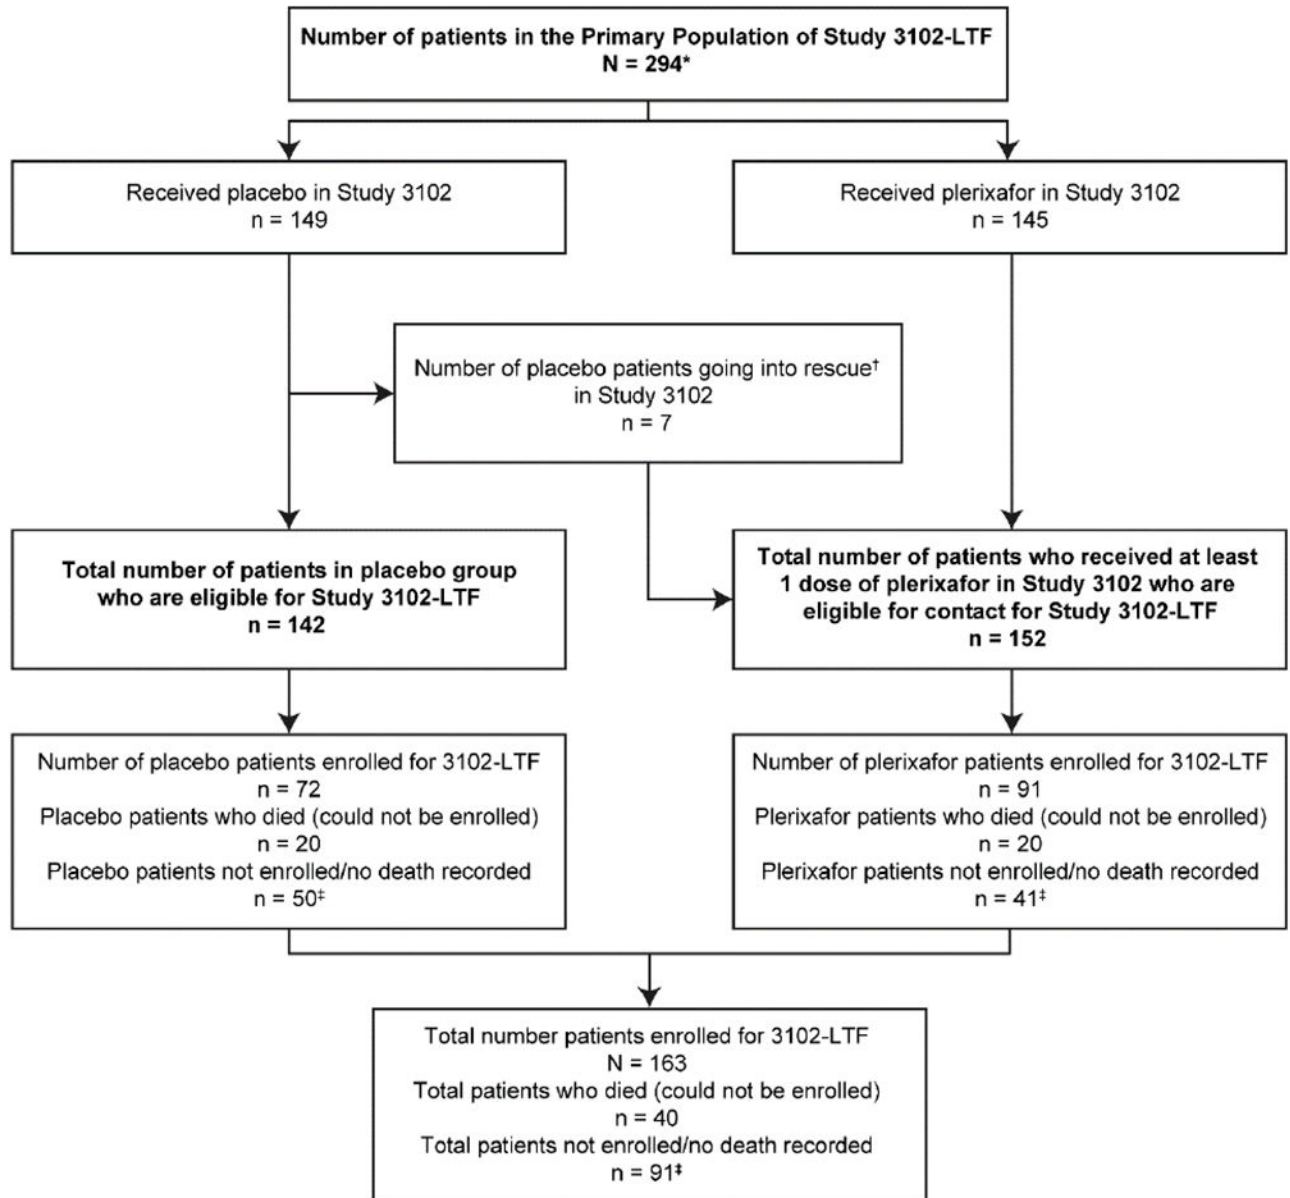 Number of patients in the Primary Population of Study 3102-LTF
N = 294*
Received placebo in Study 3102
n = 149
Received plerixafor in Study 3102
n = 145
Number of placebo patients going into rescue†
in Study 3102
n = 7
Total number of patients in placebo group
who are eligible for Study 3102-LTF
n = 142
Total number of patients who received at least
1 dose of plerixafor in Study 3102 who are
eligible for contact for Study 3102-LTF
n = 152
Number of placebo patients enrolled for 3102-LTF
n = 72
Placebo patients who died (could not be enrolled)
n = 20
Placebo patients not enrolled/no death recorded
n = 50‡
Number of plerixafor patients enrolled for 3102-LTF
n = 91
Plerixafor patients who died (could not be enrolled)
n = 20
Plerixafor patients not enrolled/no death recorded
n = 41‡
Total number patients enrolled for 3102-LTF
N = 163
Total patients who died (could not be enrolled)
n = 40
Total patients not enrolled/no death recorded
n = 91‡